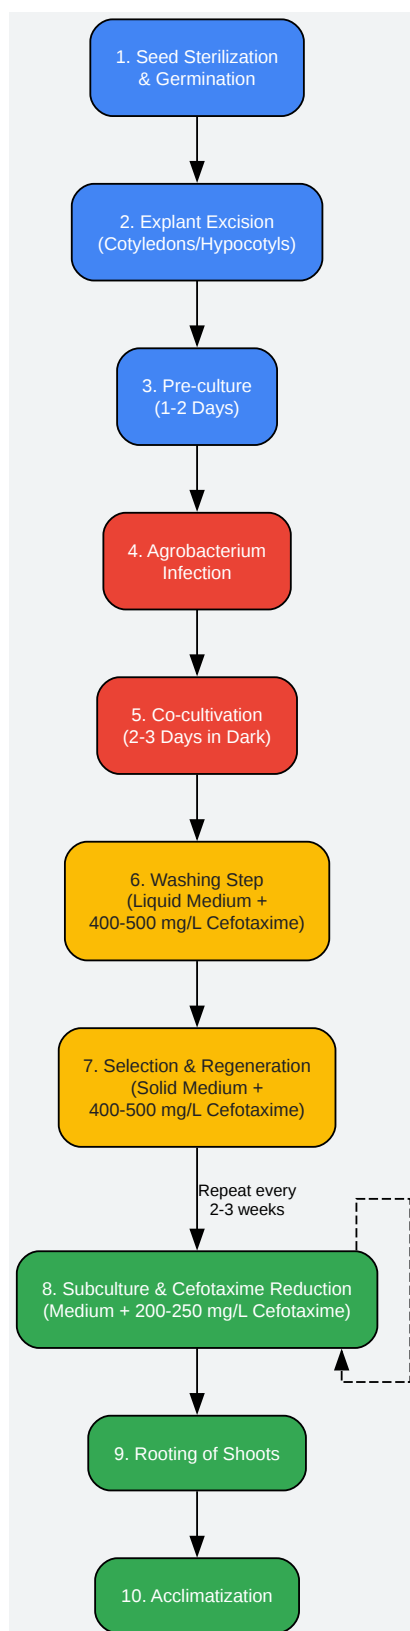 1. Seed Sterilization
& Germination
2. Explant Excision
(Cotyledons/Hypocotyls)
3. Pre-culture
(1-2 Days)
4. Agrobacterium
Infection
5. Co-cultivation
(2-3 Days in Dark)
6. Washing Step
(Liquid Medium +
400-500 mg/L Cefotaxime)
7. Selection & Regeneration
(Solid Medium +
400-500 mg/L Cefotaxime)
Repeat every
2-3 weeks
8. Subculture & Cefotaxime Reduction
(Medium + 200-250 mg/L Cefotaxime)
9. Rooting of Shoots
10. Acclimatization